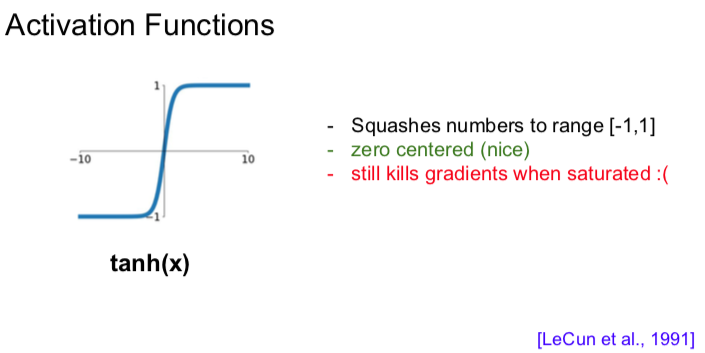 Activation Functions
1
-10
10
-1
tanh(x)
- Squashes numbers to range [-1,1]
- zero centered (nice)
- still kills gradients when saturated :(
[LeCun et al., 1991]